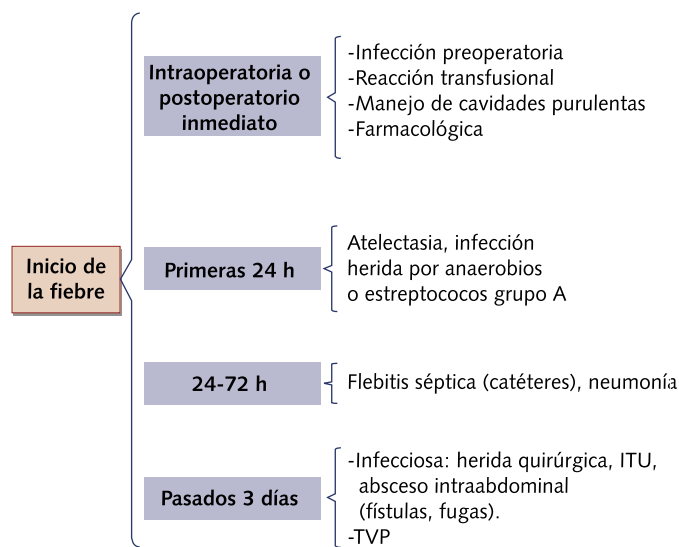 Inicio de
la fiebre
Intraoperatoria o
postoperatorio
inmediato
-Infección preoperatoria
-Reacción transfusional
-Manejo de cavidades purulentas
-Farmacológica
Primeras 24 h
Atelectasia, infección
herida por anaerobios
o estreptococos grupo A
24-72 h
Flebitis séptica (catéteres), neumonía
Pasados 3 días
-Infecciosa: herida quirúrgica, ITU,
absceso intraabdominal
(fístulas, fugas).
-TVP